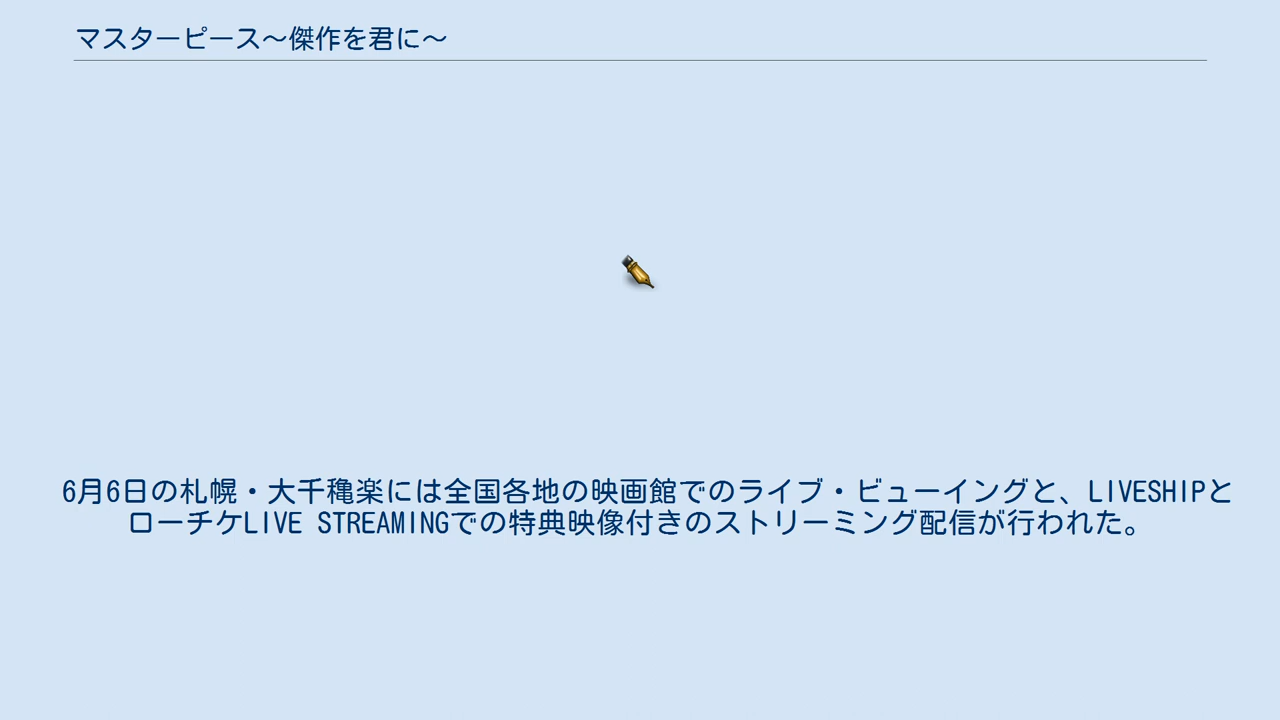 マスターピース～傑作を君に～
6月6日の札幌・大千穐楽には全国各地の映画館でのライブ・ビューイングと、LIVESHIPと
ローチケLIVE STREAMINGでの特典映像付きのストリーミング配信が行われた。